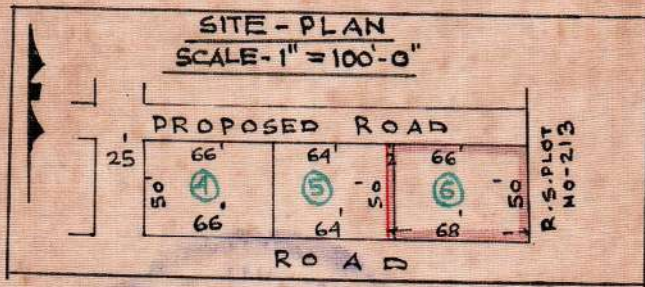 SITE-PLAN
SCALE-1"=100'-0"
PROPOSED ROAD
25'
66' 64' 2 66'
50' 4 5 50' 6 50'
66' 64' 68'
R.S.PLOT
NO-213
ROAD